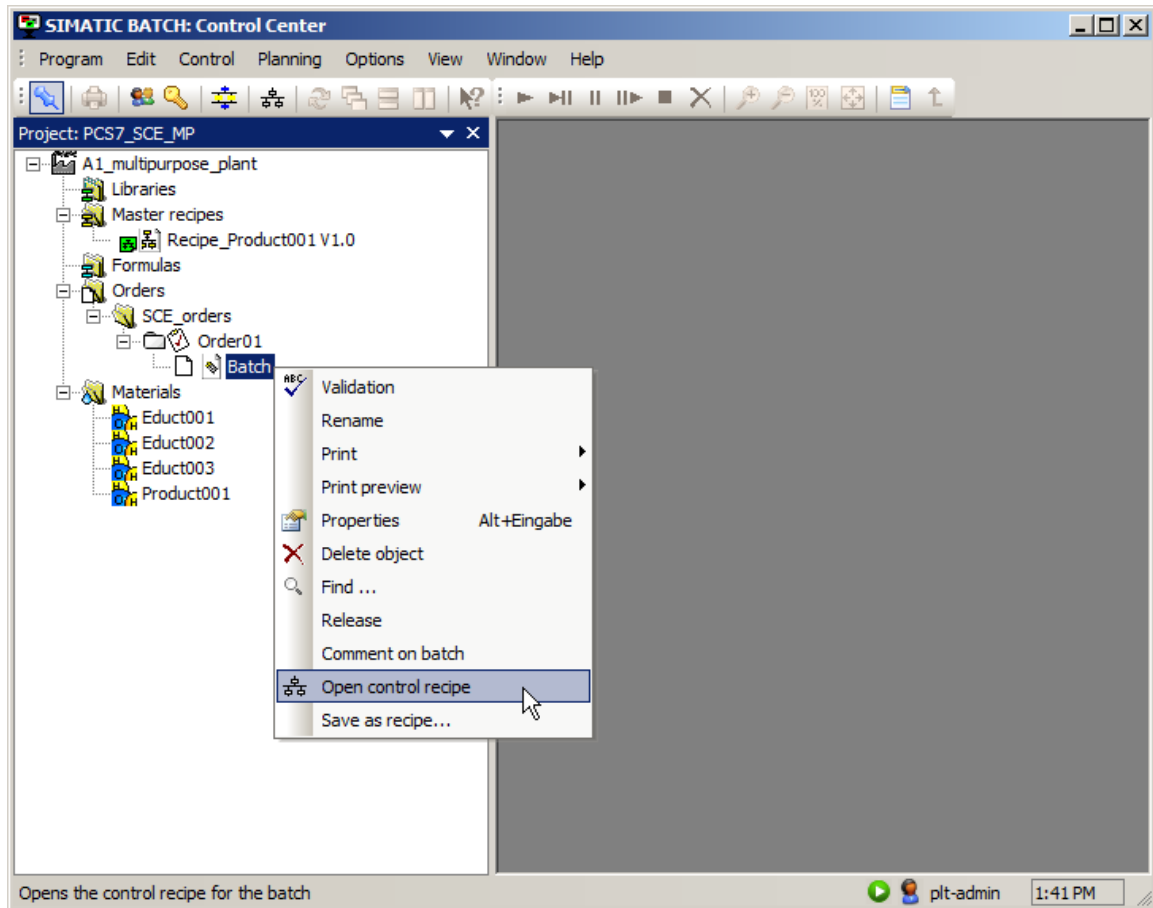 SIMATIC BATCH: Control Center
Program Edit Control Planning Options View Window Help
Project: PCS7_SCE_MP
A1_multipurpose_plant
Libraries
Master recipes
Recipe_Product001 V1.0
Formulas
Orders
SCE_orders
Order01
Batch
Materials
Educt001
Educt002
Educt003
Product001
ABC
Validation
Rename
Print
Print preview
Properties Alt+Eingabe
Delete object
Find ...
Release
Comment on batch
Open control recipe
Save as recipe...
Opens the control recipe for the batch plt-admin 1:41 PM